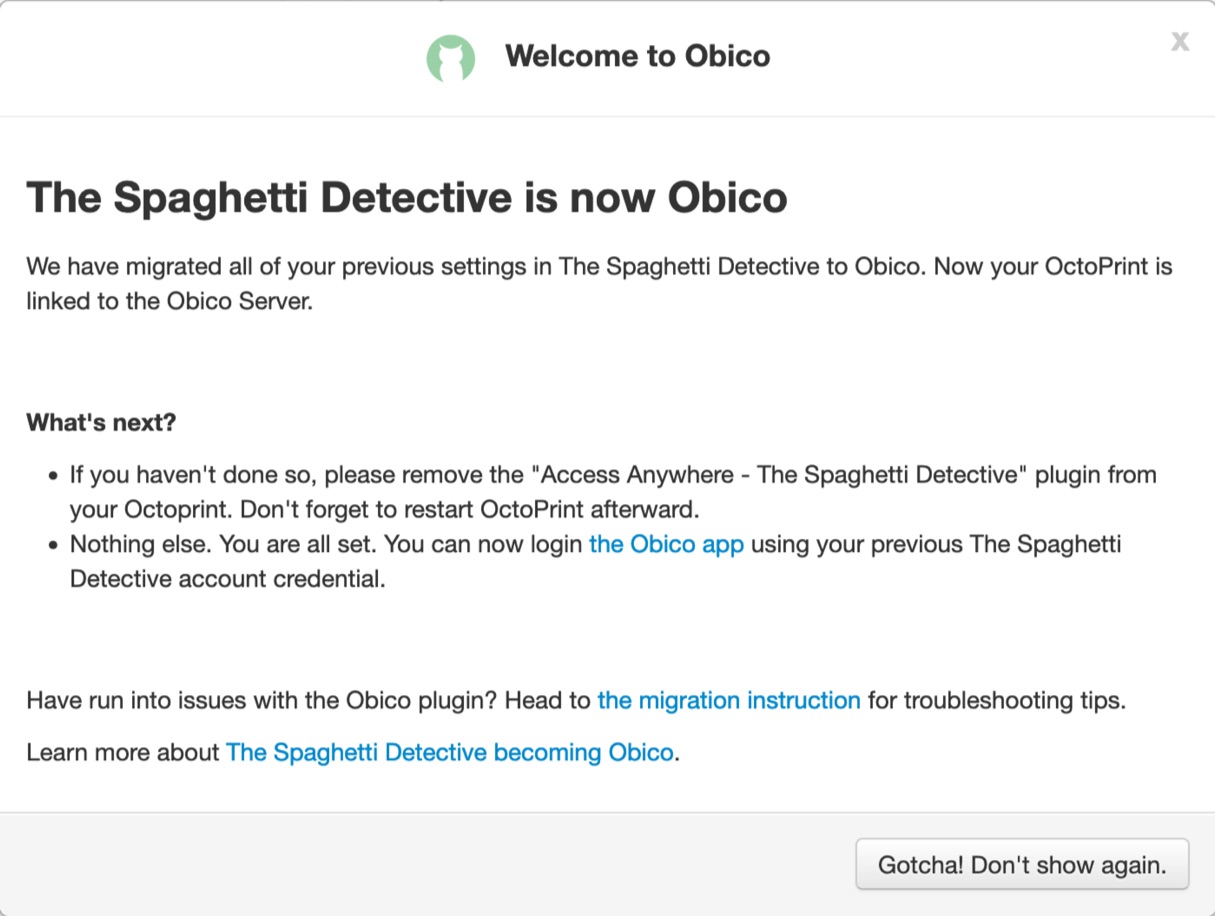 Welcome to Obico
x
The Spaghetti Detective is now Obico
We have migrated all of your previous settings in The Spaghetti Detective to Obico. Now your OctoPrint is
linked to the Obico Server.
What's next?
• If you haven't done so, please remove the "Access Anywhere - The Spaghetti Detective" plugin from
your Octoprint. Don't forget to restart OctoPrint afterward.
• Nothing else. You are all set. You can now login the Obico app using your previous The Spaghetti
Detective account credential.
Have run into issues with the Obico plugin? Head to the migration instruction for troubleshooting tips.
Learn more about The Spaghetti Detective becoming Obico.
Gotcha! Don't show again.